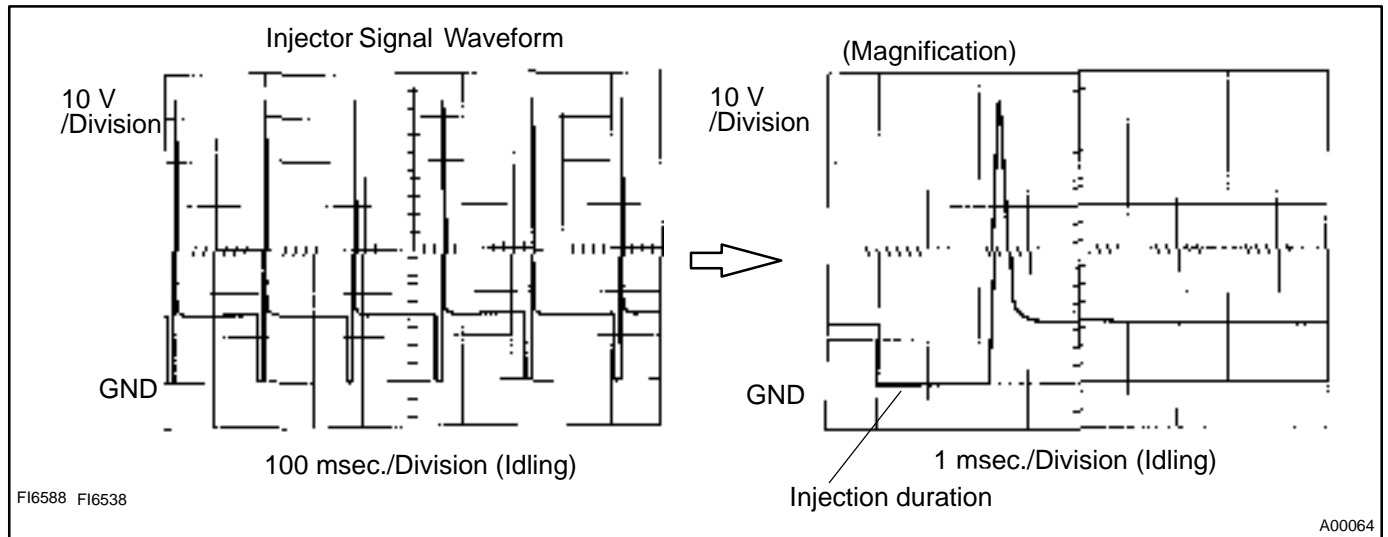 Injector Signal Waveform
(Magnification)
10 V
/Division
10 V
/Division
GND
GND
100 msec./Division (Idling)
1 msec./Division (Idling)
Injection duration
FI6588 FI6538
A00064